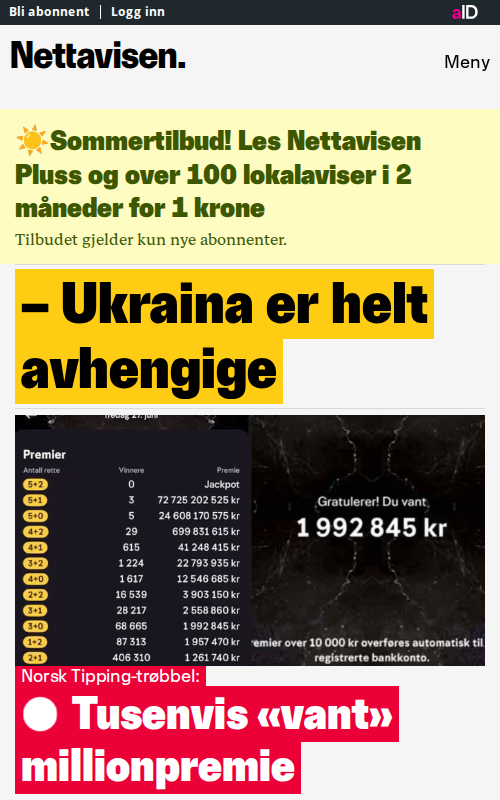 Bli abonnent | Logg inn
aID
Nettavisen.
Meny
☀️Sommertilbud! Les Nettavisen
Pluss og over 100 lokalaviser i 2
måneder for 1 krone
Tilbudet gjelder kun nye abonnenter.
– Ukraina er helt
avhengige
fredag 27. juni
Premier
Antall rette Vinnere Premie
5+2 0 Jackpot
5+1 3 72 725 202 525 kr
5+0 5 24 608 170 575 kr
4+2 29 699 831 615 kr
4+1 615 41 248 415 kr
3+2 1 224 22 793 935 kr
4+0 1 617 12 546 685 kr
2+2 16 539 3 903 150 kr
3+1 28 217 2 558 860 kr
3+0 68 665 1 992 845 kr
1+2 87 313 1 957 470 kr
2+1 406 310 1 261 740 kr
Gratulerer! Du vant
1 992 845 kr
remier over 10 000 kr overføres automatisk til
registrerte bankkonto.
Norsk Tipping-trøbbel:
Tusenvis «vant»
millionpremie